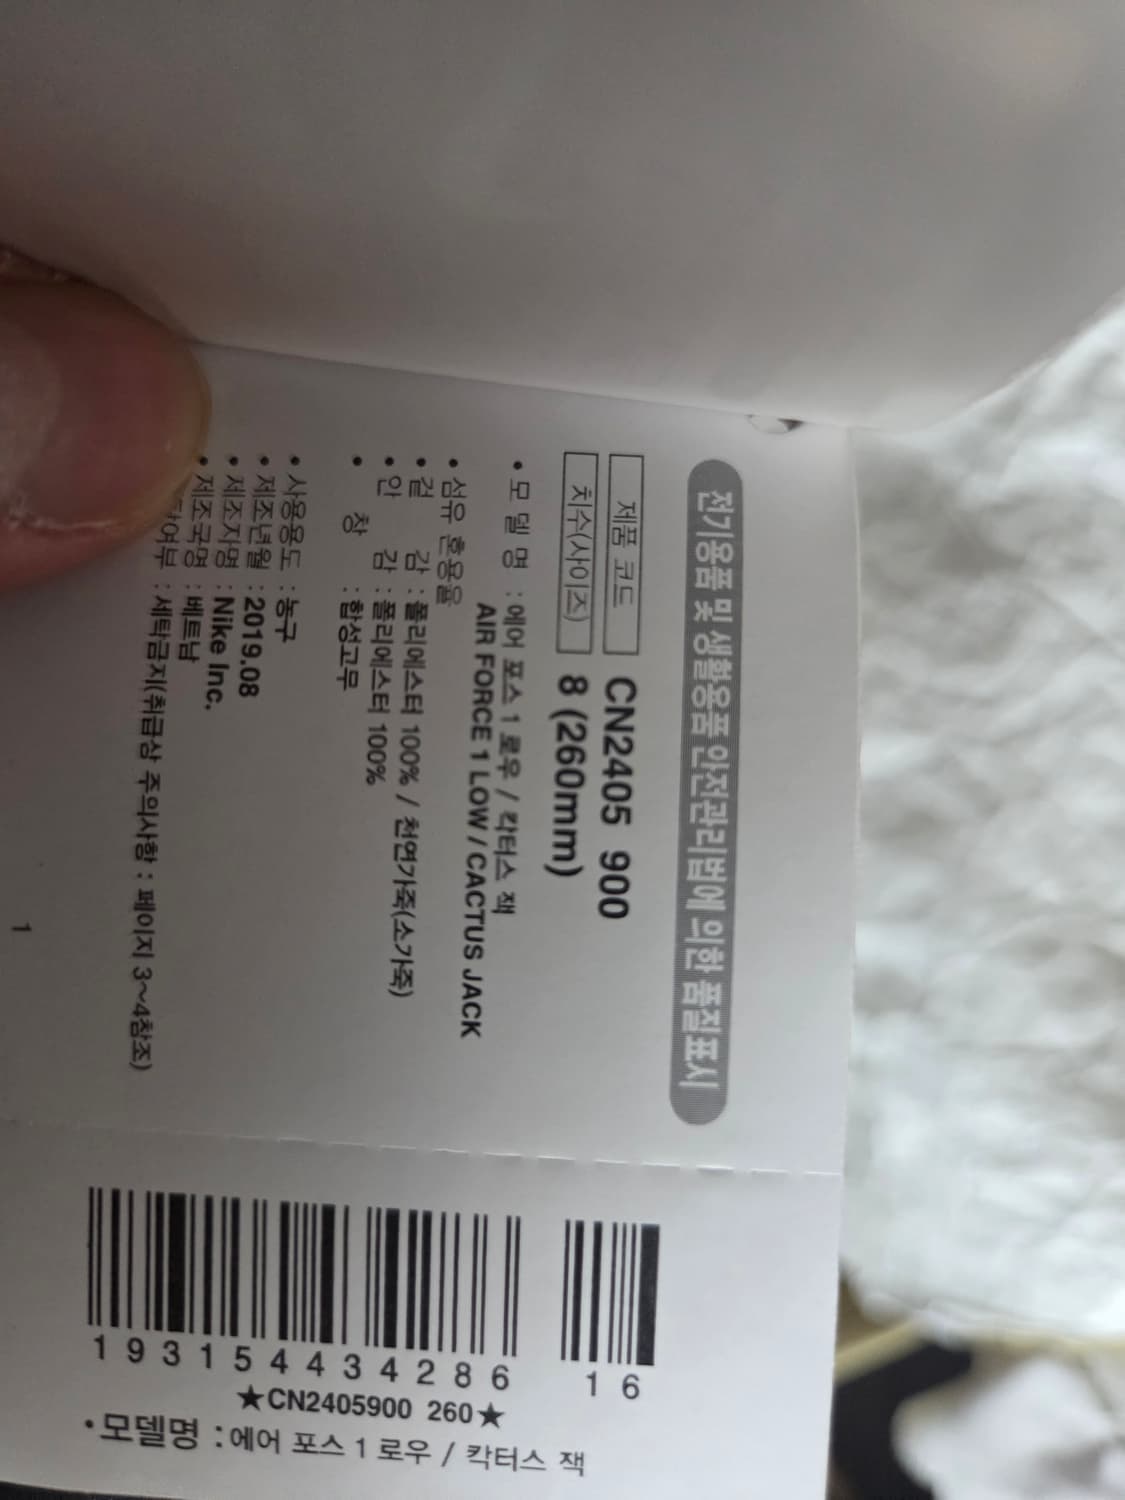 전기용품 및 생활용품 안전관리법에 의한 품질표시
제품 코드 CN2405 900
치수(사이즈) 8 (260mm)
• 모 델 명 : 에어 포스 1 로우 / 칵터스 잭
AIR FORCE 1 LOW / CACTUS JACK
• 섬유 혼용율
• 겉 감 : 폴리에스터 100% / 천연가죽(소가죽)
• 안 감 : 폴리에스터 100%
• 창 : 합성고무
• 사용용도 : 농구
• 제조년월 : 2019.08
• 제조자명 : Nike Inc.
• 제조국명 : 베트남
여부 : 세탁금지(취급상 주의사항 : 페이지 3~4참조)
1
193154434286 16
★CN2405900 260★
• 모델명 : 에어 포스 1 로우 / 칵터스 잭